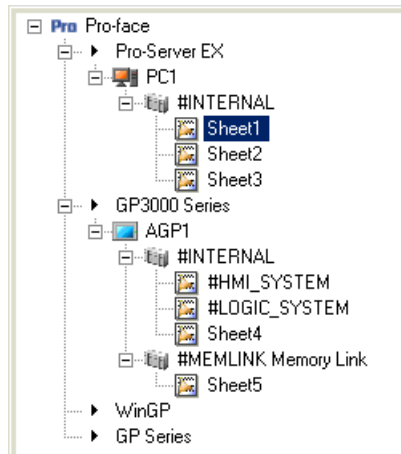 Pro Pro-face
Pro-Server EX
PC1
#INTERNAL
Sheet1
Sheet2
Sheet3
GP3000 Series
AGP1
#INTERNAL
#HMI_SYSTEM
#LOGIC_SYSTEM
Sheet4
#MEMLINK Memory Link
Sheet5
WinGP
GP Series